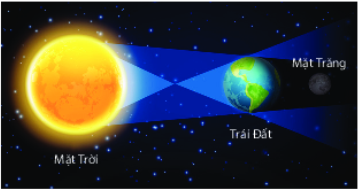 Mặt Trăng
Trái Đất
Mặt Trời